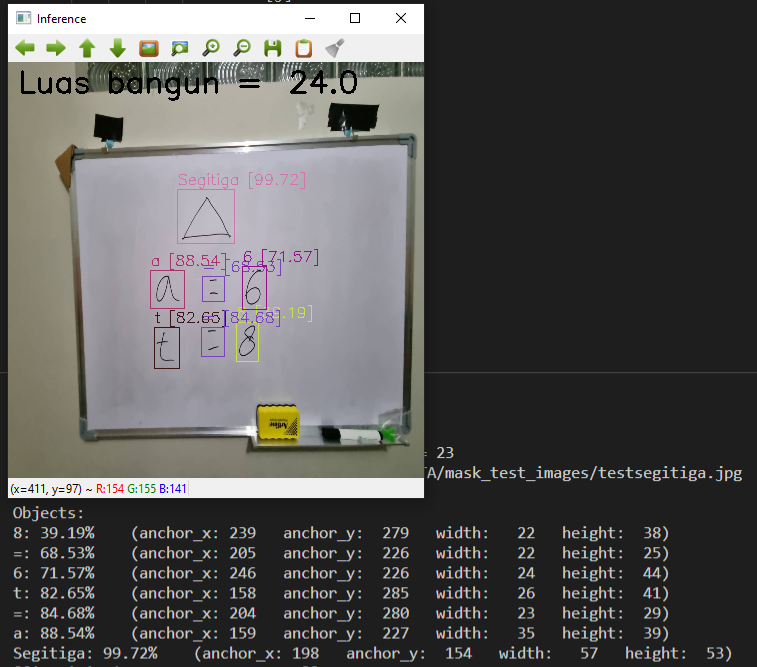 Inference
Luas bangun = 24.0
Segitiga [99.72]
a [88.54] = [68.53] 6 [71.57]
a = 6
t [82.65] = [84.68] .19]
t = 8
Artline
(x=411, y=97) ~ R:154 G:155 B:141
= 23
TA/mask_test_images/testsegitiga.jpg
Objects:
8: 39.19% (anchor_x: 239 anchor_y: 279 width: 22 height: 38)
=: 68.53% (anchor_x: 205 anchor_y: 226 width: 22 height: 25)
6: 71.57% (anchor_x: 246 anchor_y: 226 width: 24 height: 44)
t: 82.65% (anchor_x: 158 anchor_y: 285 width: 26 height: 41)
=: 84.68% (anchor_x: 204 anchor_y: 280 width: 23 height: 29)
a: 88.54% (anchor_x: 159 anchor_y: 227 width: 35 height: 39)
Segitiga: 99.72% (anchor_x: 198 anchor_y: 154 width: 57 height: 53)